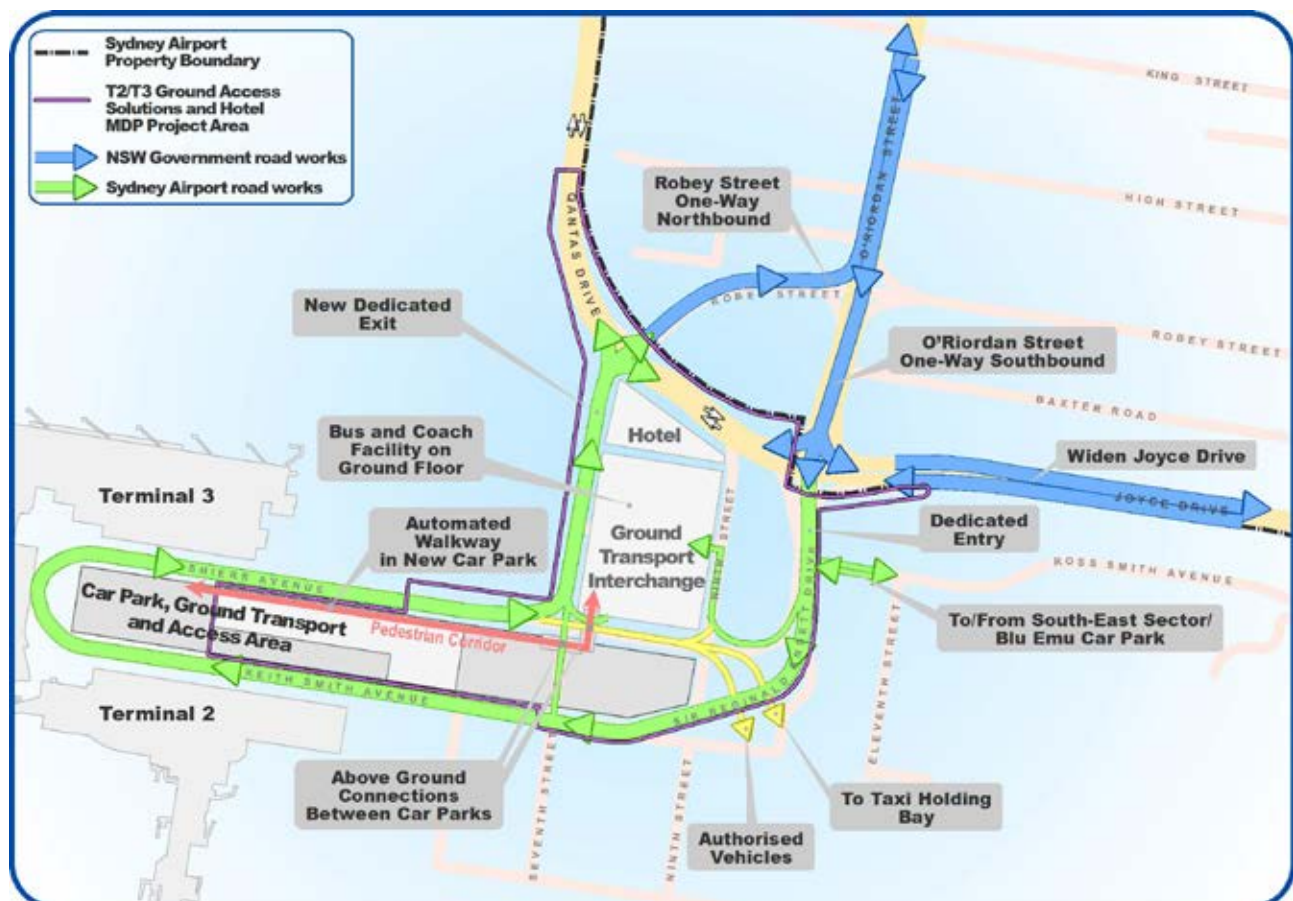 Sydney Airport
Property Boundary
T2/T3 Ground Access
Solutions and Hotel
MDP Project Area
NSW Government road works
Sydney Airport road works
KING STREET
O'RIORDAN STREET
HIGH STREET
Robey Street
One-Way
Northbound
QANTAS DRIVE
ROBEY STREET
New Dedicated
Exit
ROBEY STREET
O'Riordan Street
One-Way Southbound
BAXTER ROAD
Hotel
Bus and Coach
Facility on
Ground Floor
Widen Joyce Drive
JOYCE DRIVE
Terminal 3
NINTH STREET
Automated
Walkway
in New Car Park
Ground
Transport
Interchange
Dedicated
Entry
ROSS SMITH AVENUE
SHIERS AVENUE
Car Park, Ground Transport
and Access Area
Pedestrian Corridor
To/From South-East Sector/
Blu Emu Car Park
KEITH SMITH AVENUE
SIR REGINALD ANSETT DRIVE
ELEVENTH STREET
Terminal 2
Above Ground
Connections
Between Car Parks
SEVENTH STREET
NINTH STREET
To Taxi Holding
Bay
Authorised
Vehicles